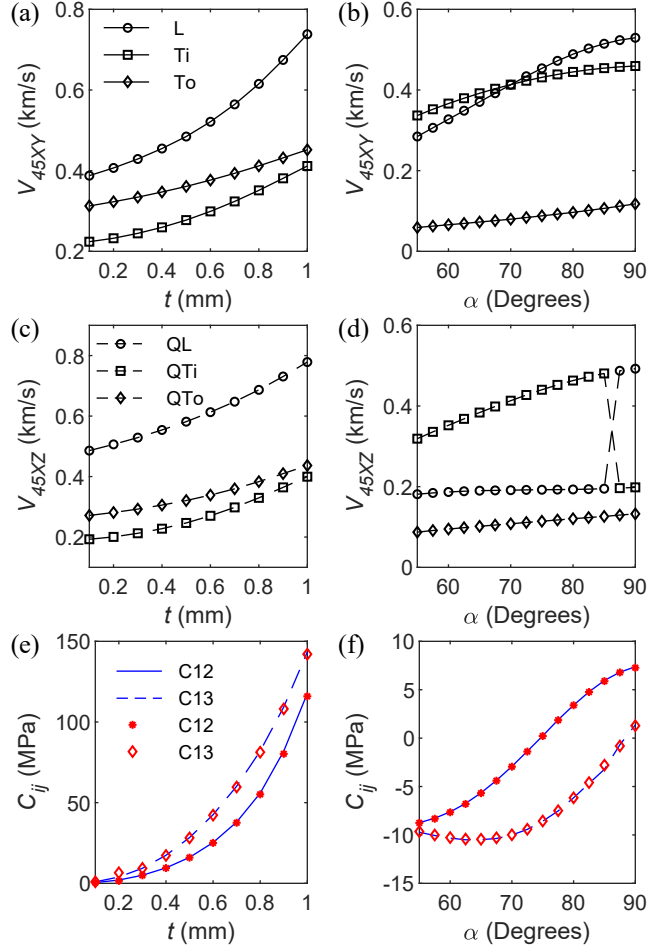 (a)
0.8
0.6
0.4
0.2
V45XY (km/s)
L
Ti
To
0.2 0.4 0.6 0.8 1
t (mm)
(b)
0.6
0.4
0.2
0
V45XY (km/s)
60 70 80 90
α (Degrees)
(c)
0.8
0.6
0.4
0.2
V45XZ (km/s)
QL
QTi
QTo
0.2 0.4 0.6 0.8 1
t (mm)
(d)
0.6
0.4
0.2
0
V45XZ (km/s)
60 70 80 90
α (Degrees)
(e)
150
100
50
0
Cij (MPa)
C12
C13
C12
C13
0.2 0.4 0.6 0.8 1
t (mm)
(f)
10
5
0
-5
-10
-15
Cij (MPa)
60 70 80 90
α (Degrees)